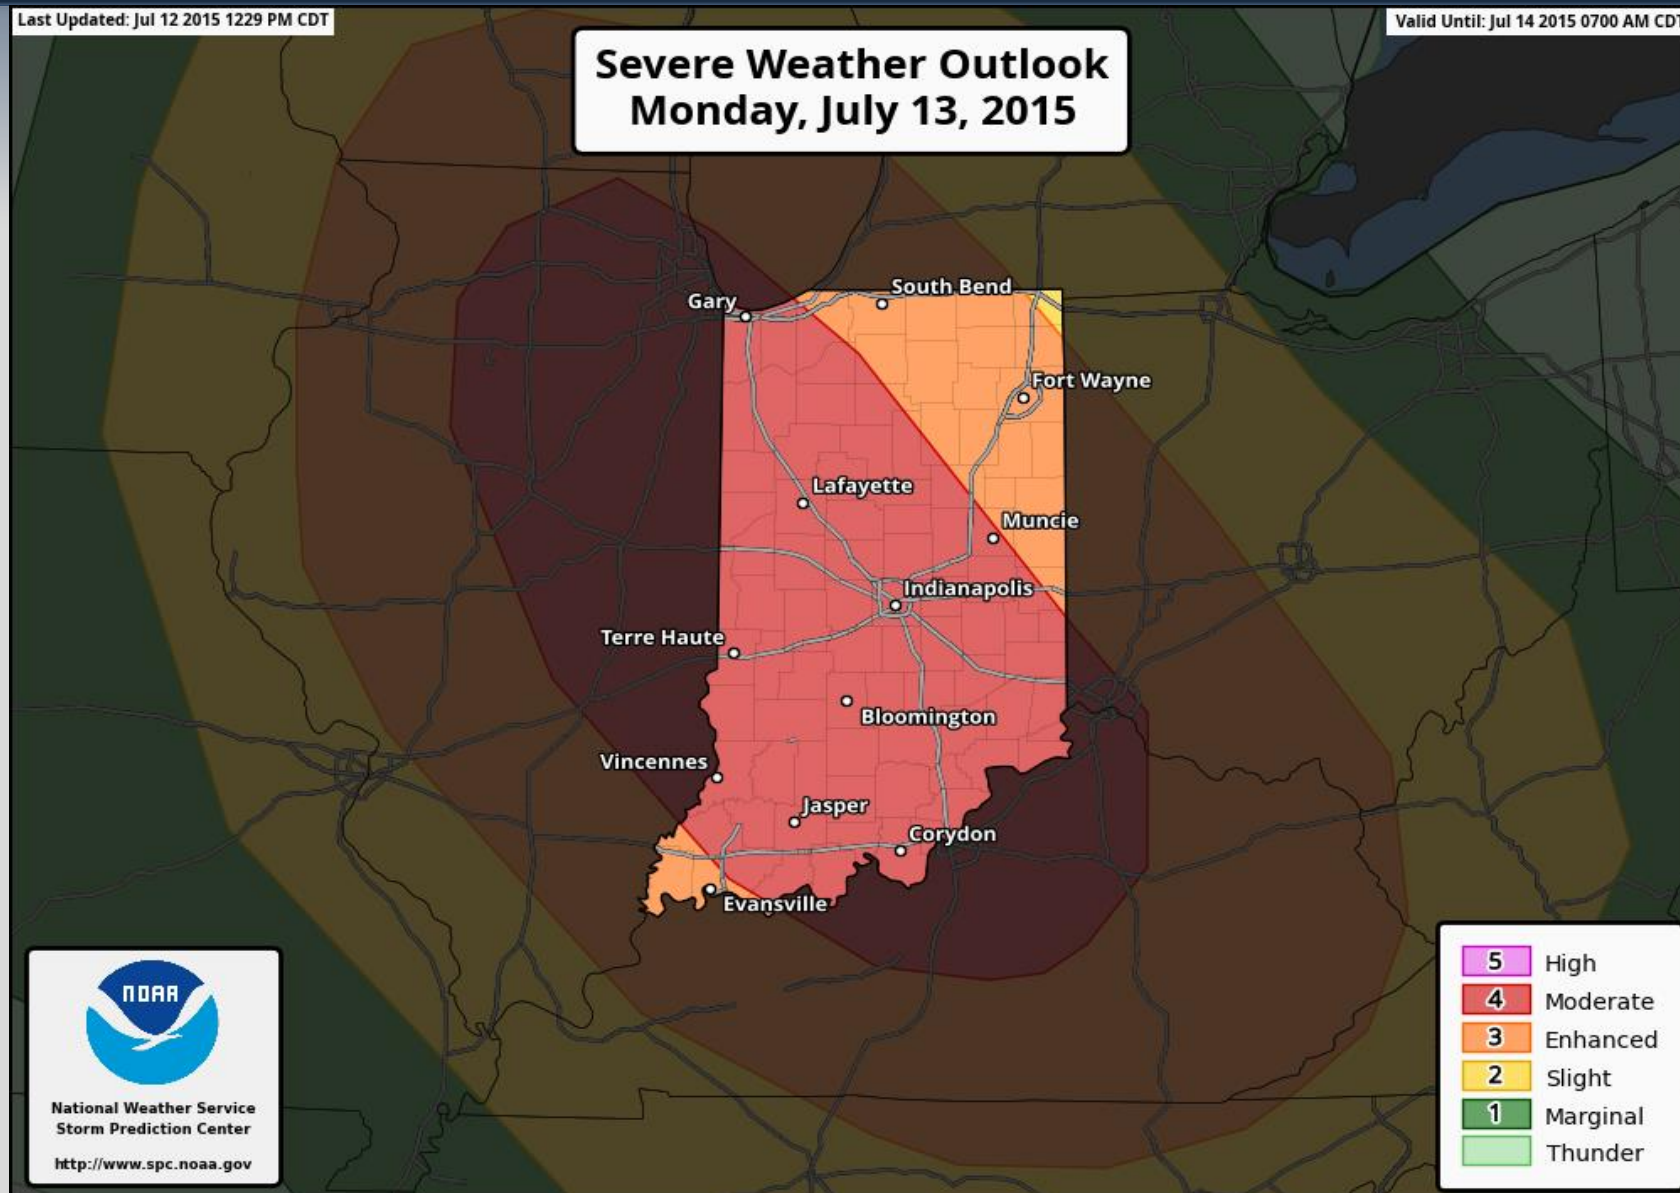 Last Updated: Jul 12 2015 1229 PM CDT
Valid Until: Jul 14 2015 0700 AM CDT
Severe Weather Outlook
Monday, July 13, 2015
South Bend
Gary
Fort Wayne
Lafayette
Muncie
Indianapolis
Terre Haute
Bloomington
Vincennes
Jasper
Corydon
Evansville
NOAA
National Weather Service
Storm Prediction Center
http://www.spc.noaa.gov
5 High
4 Moderate
3 Enhanced
2 Slight
1 Marginal
Thunder